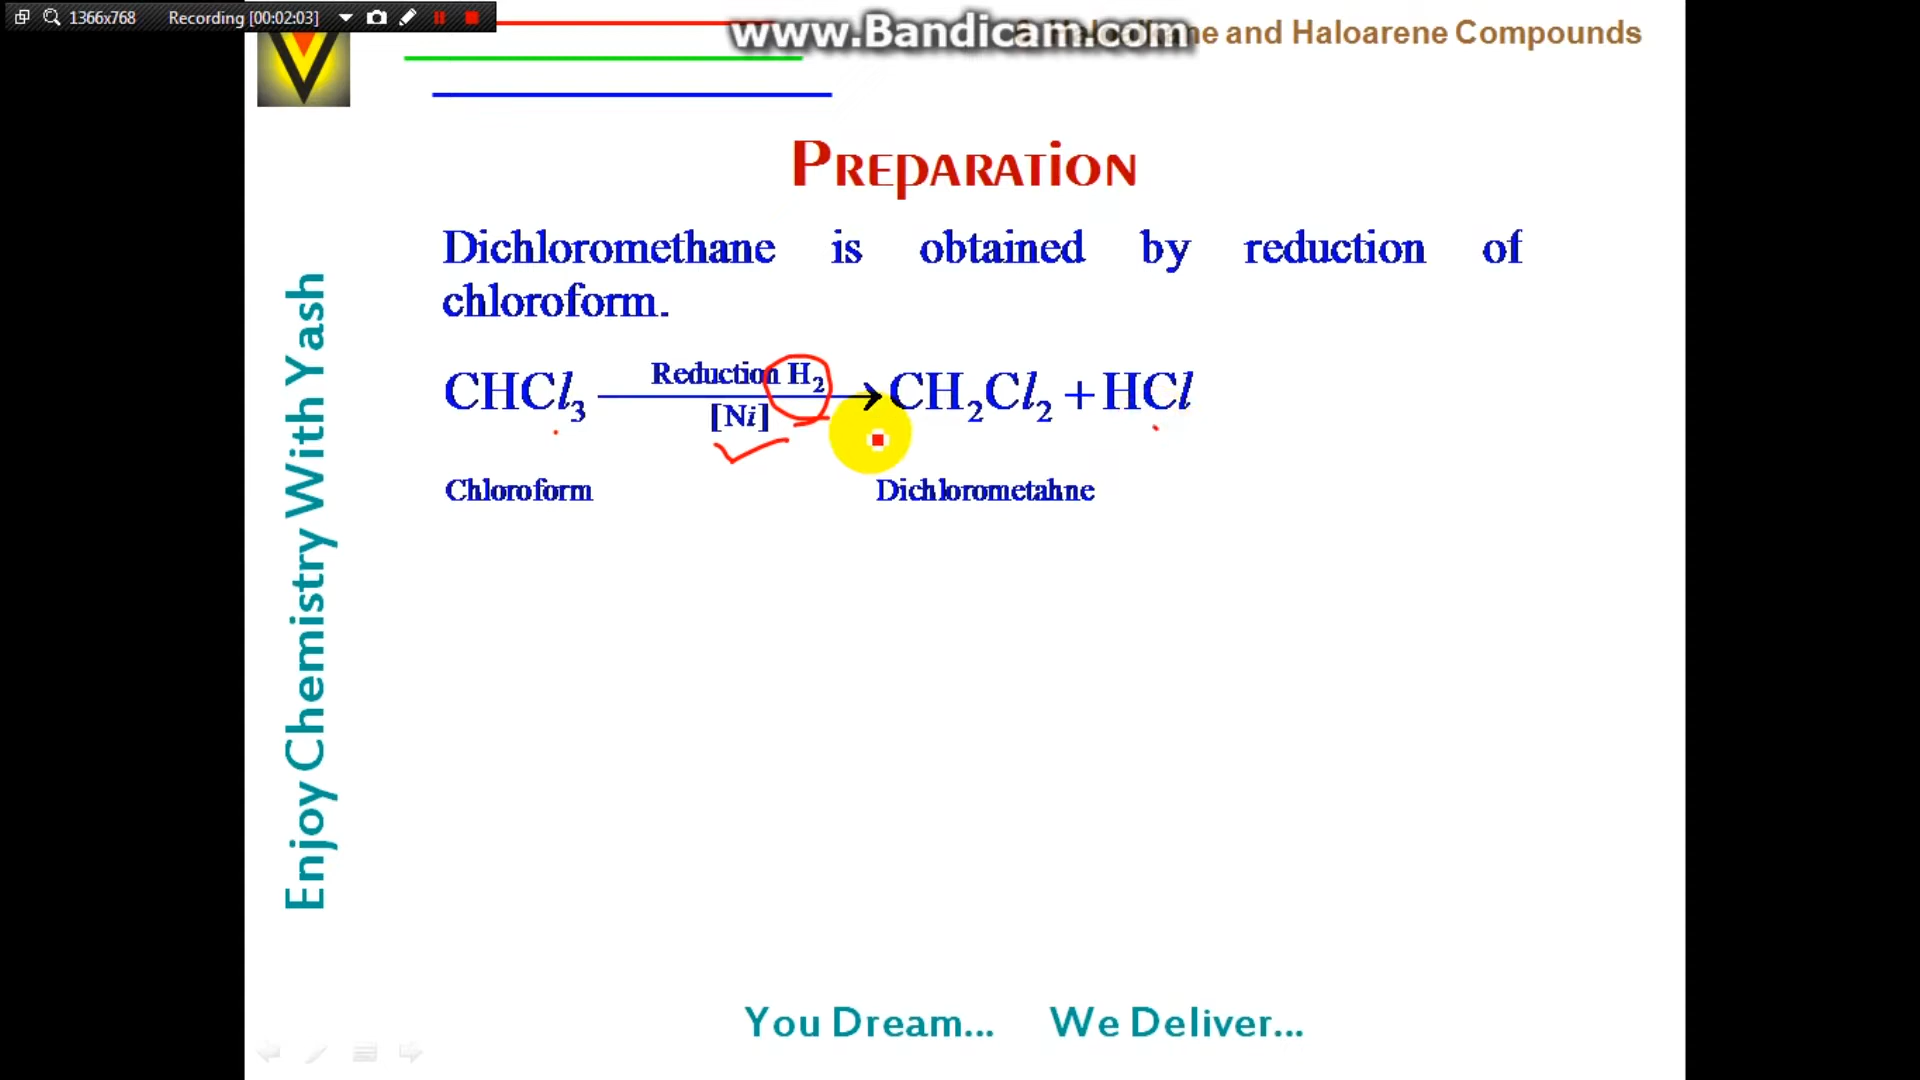 1366x768 Recording [00:02:03]
www.Bandicam.com
and Haloarene Compounds
PREPARATION
Dichloromethane is obtained by reduction of
chloroform.
Reduction H₂
CHCl₃ → CH₂Cl₂ + HCl
[Ni]
Chloroform Dichlorometahne
Enjoy Chemistry With Yash
You Dream... We Deliver...